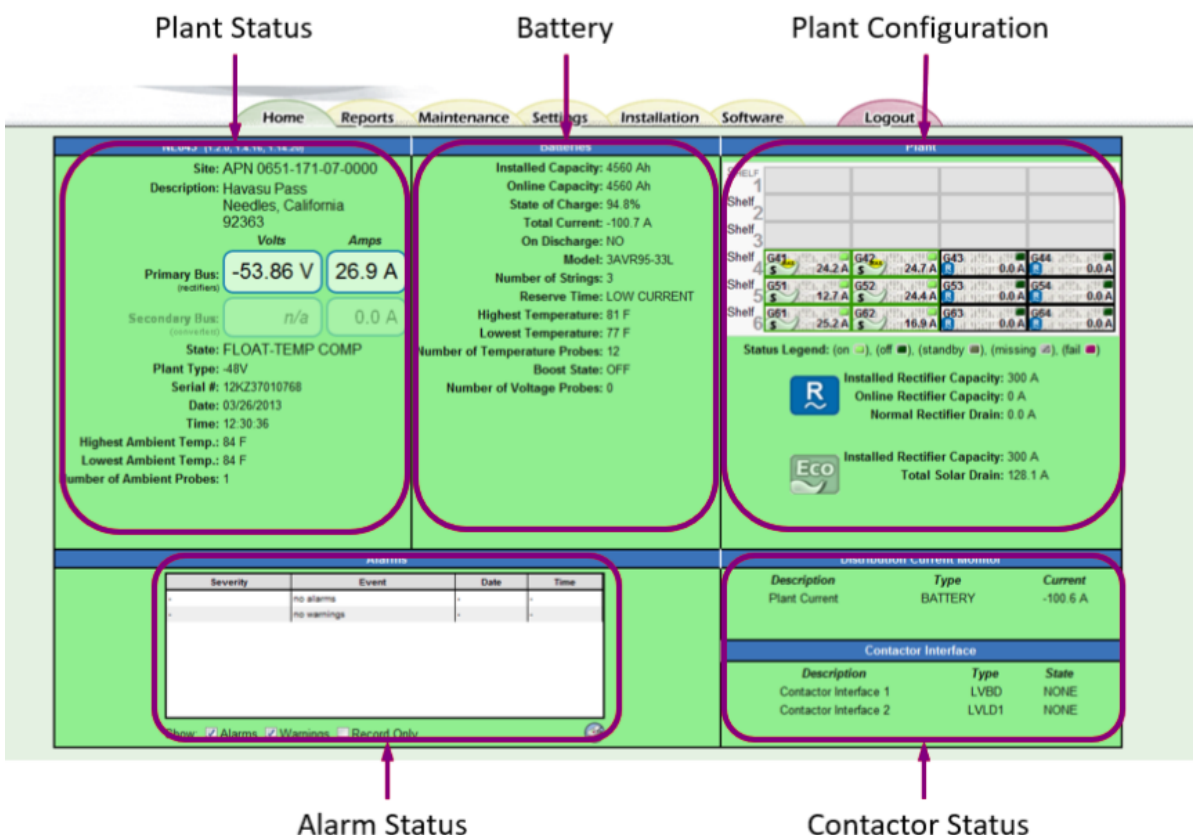 Plant Status
Battery
Plant Configuration
Home Reports Maintenance Settings Installation Software Logout
NE843 (1.2.0, 1.4.16, 1.14.20)
Site: APN 0651-171-07-0000
Description: Havasu Pass
Needles, California
92363
Volts Amps
Primary Bus: -53.86 V 26.9 A
(rectifiers)
Secondary Bus: n/a 0.0 A
(converters)
State: FLOAT-TEMP COMP
Plant Type: -48V
Serial #: 12KZ37010768
Date: 03/26/2013
Time: 12:30:36
Highest Ambient Temp.: 84 F
Lowest Ambient Temp.: 84 F
Number of Ambient Probes: 1
Batteries
Installed Capacity: 4560 Ah
Online Capacity: 4560 Ah
State of Charge: 94.8%
Total Current: -100.7 A
On Discharge: NO
Model: 3AVR95-33L
Number of Strings: 3
Reserve Time: LOW CURRENT
Highest Temperature: 81 F
Lowest Temperature: 77 F
Number of Temperature Probes: 12
Boost State: OFF
Number of Voltage Probes: 0
Plant
SHELF 1
Shelf 2
Shelf 3
Shelf 4 G41 S 24.2 A G42 S 24.7 A G43 R 0.0 A G44 R 0.0 A
Shelf 5 G51 S 12.7 A G52 S 24.4 A G53 R 0.0 A G54 R 0.0 A
Shelf 6 G61 S 25.2 A G62 S 16.9 A G63 R 0.0 A G64 R 0.0 A
Status Legend: (on), (off), (standby), (missing), (fail)
R
Installed Rectifier Capacity: 300 A
Online Rectifier Capacity: 0 A
Normal Rectifier Drain: 0.0 A
Eco
Installed Rectifier Capacity: 300 A
Total Solar Drain: 128.1 A
Alarms
Severity Event Date Time
- no alarms - -
- no warnings - -
Show: Alarms Warnings Record Only
Distribution Current Monitor
Description Type Current
Plant Current BATTERY -100.6 A
Contactor Interface
Description Type State
Contactor Interface 1 LVBD NONE
Contactor Interface 2 LVLD1 NONE
Alarm Status
Contactor Status